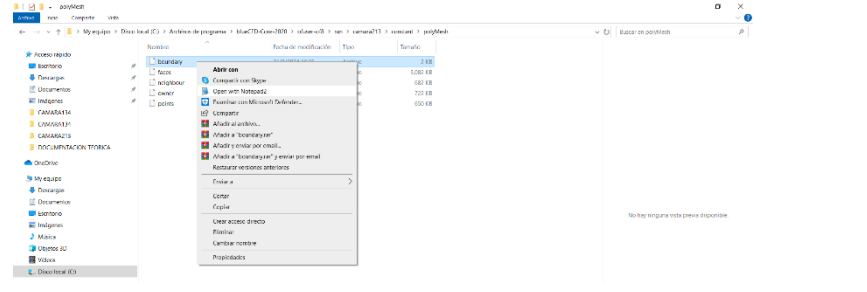 polyMesh
Archivo Inicio Compartir Vista
My equipo > Disco local (C:) > Archivos de programa > blueCFD-Core-2020 > ofuser-of8 > run > camara213 > constant > polyMesh
Buscar en polyMesh
Nombre Fecha de modificación Tipo Tamaño
Acceso rápido
Escritorio
Descargas
Documentos
Imágenes
CAMARA134
CAMARA134
CAMARA213
DOCUMENTACION TEORICA
OneDrive
My equipo
Descargas
Documentos
Escritorio
Imágenes
Música
Objetos 3D
Vídeos
Disco local (C:)
boundary 2 KB
faces 5,082 KB
neighbour 682 KB
owner 722 KB
points 650 KB
Abrir con
Compartir con Skype
Open with Notepad2
Examinar con Microsoft Defender...
Compartir
Añadir al archivo...
Añadir a "boundary.rar"
Añadir y enviar por email...
Añadir a "boundary.rar" y enviar por email
Restaurar versiones anteriores
Enviar a
Cortar
Copiar
Crear acceso directo
Eliminar
Cambiar nombre
Propiedades
No hay ninguna vista previa disponible.